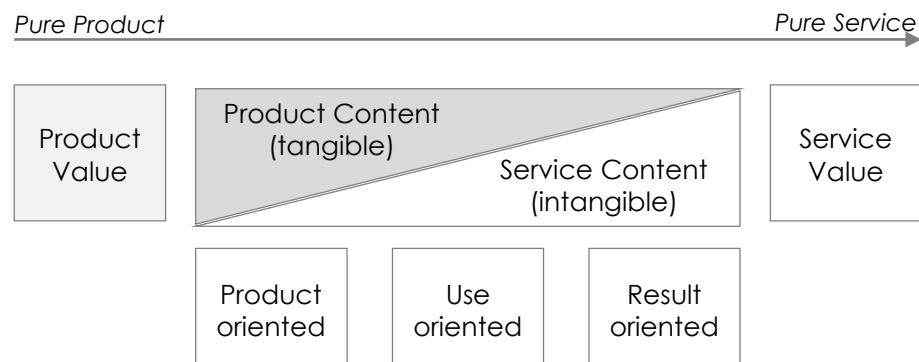 Pure Product
Pure Service
Product
Value
Product Content
(tangible)
Service Content
(intangible)
Service
Value
Product
oriented
Use
oriented
Result
oriented